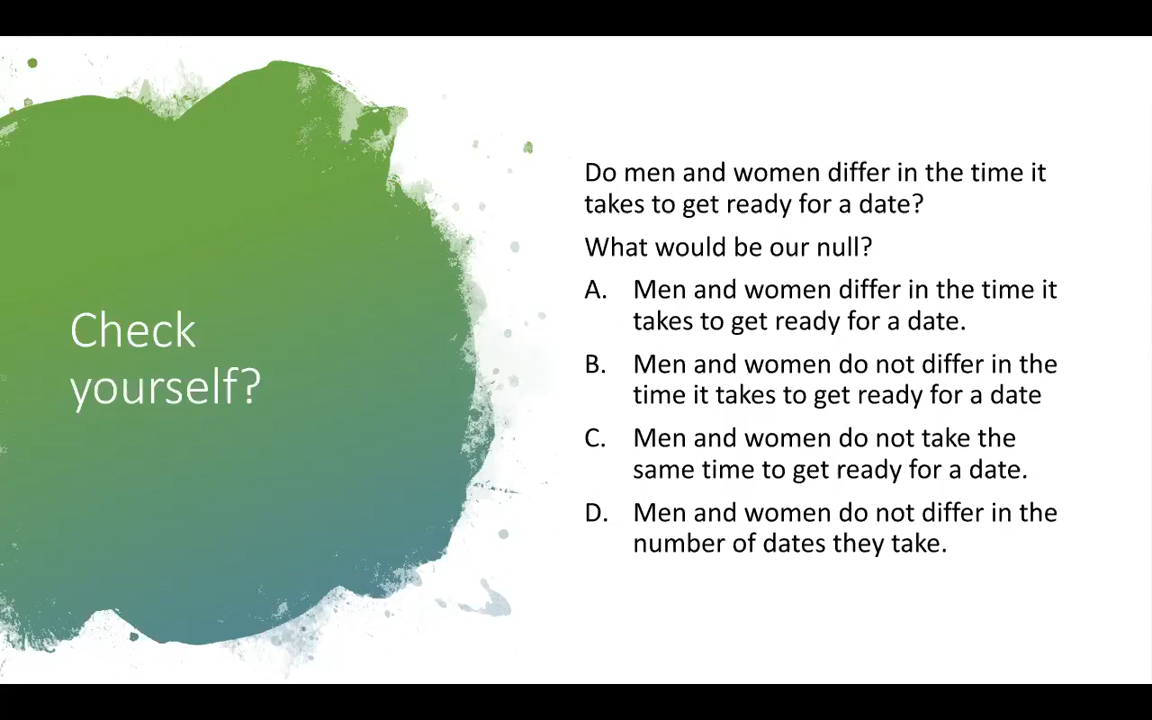 Check
yourself?
Do men and women differ in the time it
takes to get ready for a date?
What would be our null?
A. Men and women differ in the time it
takes to get ready for a date.
B. Men and women do not differ in the
time it takes to get ready for a date
C. Men and women do not take the
same time to get ready for a date.
D. Men and women do not differ in the
number of dates they take.